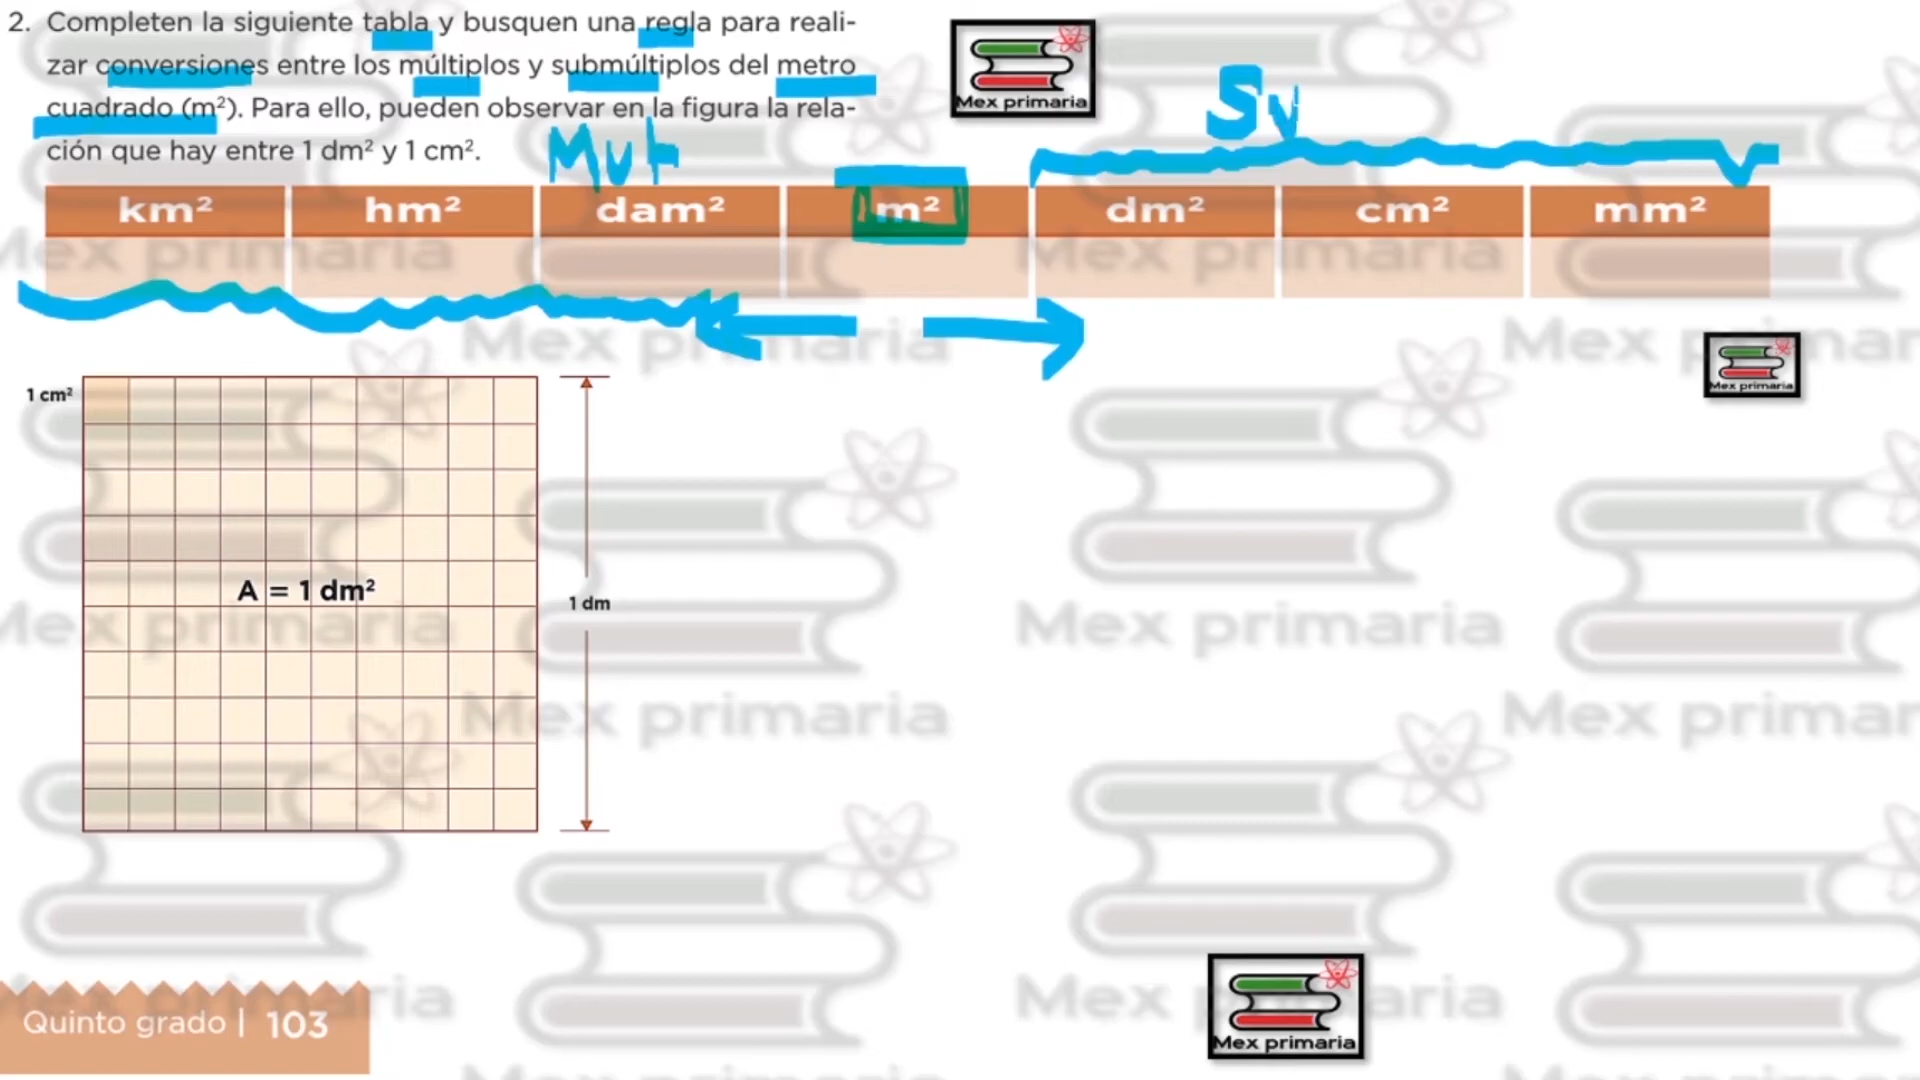 2. Completen la siguiente tabla y busquen una regla para reali-
zar conversiones entre los múltiplos y submúltiplos del metro
cuadrado (m²). Para ello, pueden observar en la figura la rela-
ción que hay entre 1 dm² y 1 cm².
Mex primaria
Mut
Su
km² hm² dam² m² dm² cm² mm²
Mex primaria
1 cm²
A = 1 dm²
1 dm
Quinto grado | 103
Mex primaria